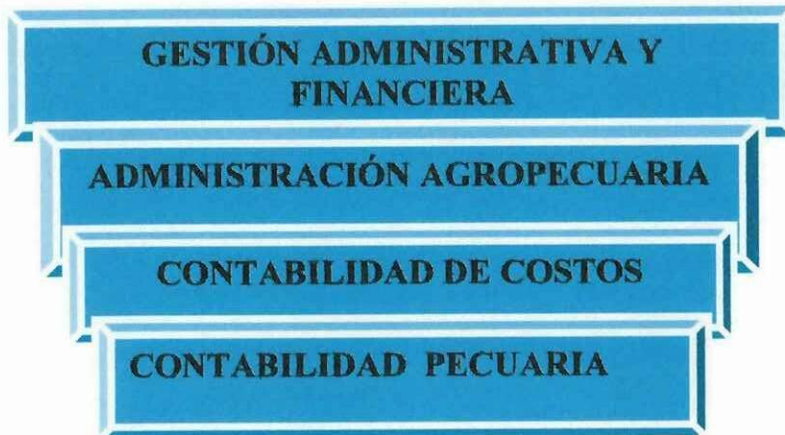 GESTIÓN ADMINISTRATIVA Y
FINANCIERA
ADMINISTRACIÓN AGROPECUARIA
CONTABILIDAD DE COSTOS
CONTABILIDAD PECUARIA